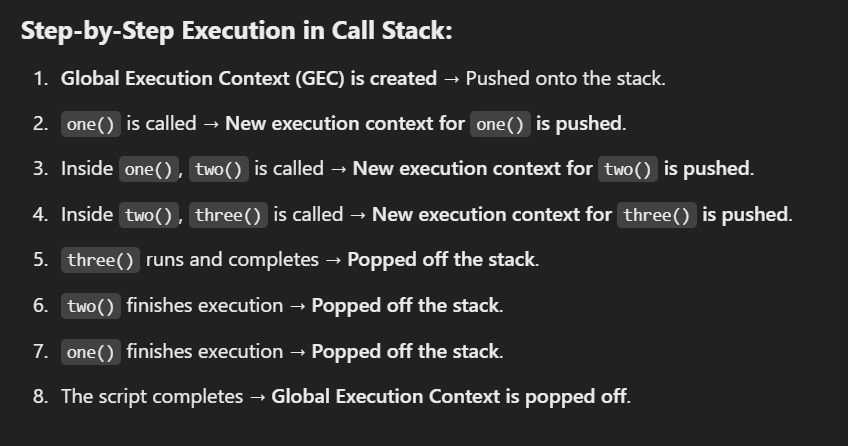 Step-by-Step Execution in Call Stack:
1. Global Execution Context (GEC) is created → Pushed onto the stack.
2. one() is called → New execution context for one() is pushed.
3. Inside one(), two() is called → New execution context for two() is pushed.
4. Inside two(), three() is called → New execution context for three() is pushed.
5. three() runs and completes → Popped off the stack.
6. two() finishes execution → Popped off the stack.
7. one() finishes execution → Popped off the stack.
8. The script completes → Global Execution Context is popped off.